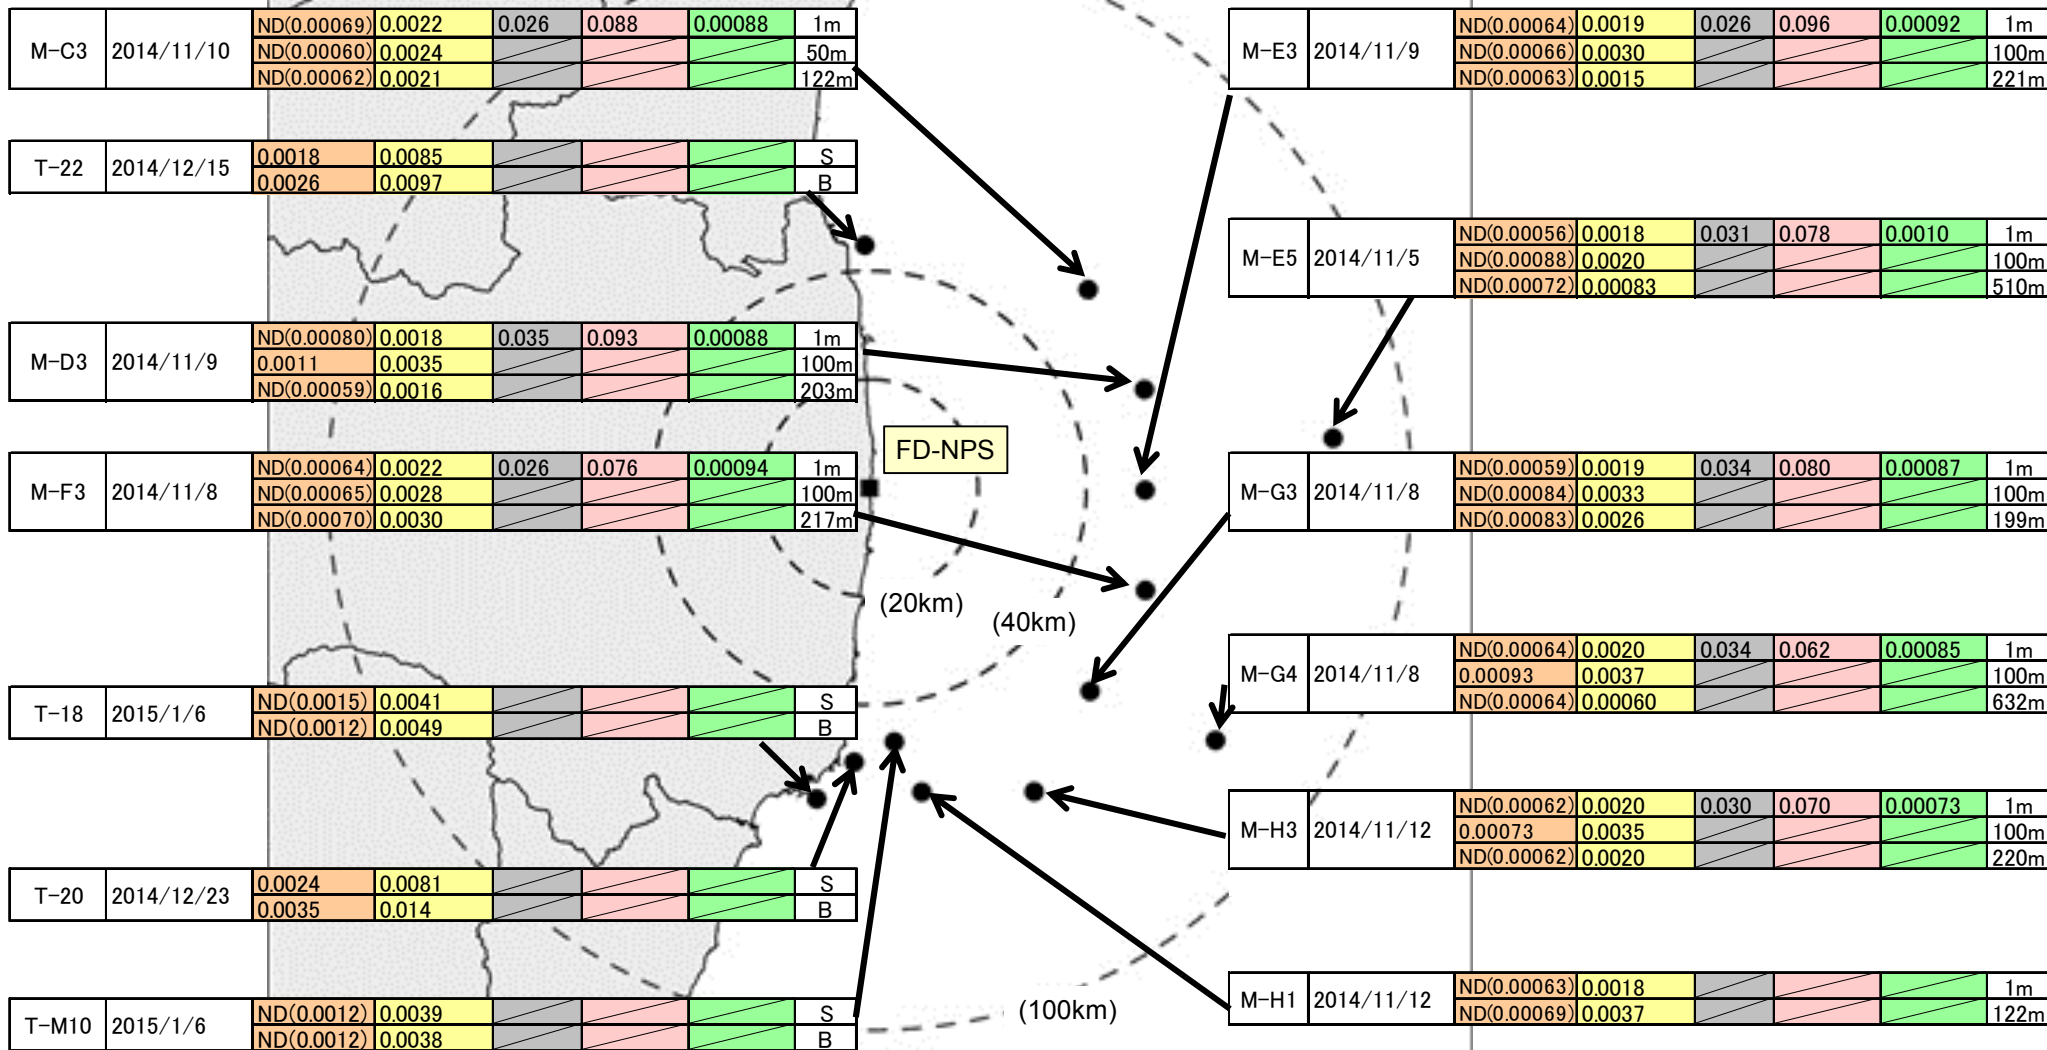 M-C3 2014/11/10 ND(0.00069) 0.0022 0.026 0.088 0.00088 1m
ND(0.00060) 0.0024 50m
ND(0.00062) 0.0021 122m
T-22 2014/12/15 0.0018 0.0085 S
0.0026 0.0097 B
M-D3 2014/11/9 ND(0.00080) 0.0018 0.035 0.093 0.00088 1m
0.0011 0.0035 100m
ND(0.00059) 0.0016 203m
M-F3 2014/11/8 ND(0.00064) 0.0022 0.026 0.076 0.00094 1m
ND(0.00065) 0.0028 100m
ND(0.00070) 0.0030 217m
T-18 2015/1/6 ND(0.0015) 0.0041 S
ND(0.0012) 0.0049 B
T-20 2014/12/23 0.0024 0.0081 S
0.0035 0.014 B
T-M10 2015/1/6 ND(0.0012) 0.0039 S
ND(0.0012) 0.0038 B
FD-NPS
(20km)
(40km)
(100km)
M-E3 2014/11/9 ND(0.00064) 0.0019 0.026 0.096 0.00092 1m
ND(0.00066) 0.0030 100m
ND(0.00063) 0.0015 221m
M-E5 2014/11/5 ND(0.00056) 0.0018 0.031 0.078 0.0010 1m
ND(0.00088) 0.0020 100m
ND(0.00072) 0.00083 510m
M-G3 2014/11/8 ND(0.00059) 0.0019 0.034 0.080 0.00087 1m
ND(0.00084) 0.0033 100m
ND(0.00083) 0.0026 199m
M-G4 2014/11/8 ND(0.00064) 0.0020 0.034 0.062 0.00085 1m
0.00093 0.0037 100m
ND(0.00064) 0.00060 632m
M-H3 2014/11/12 ND(0.00062) 0.0020 0.030 0.070 0.00073 1m
0.00073 0.0035 100m
ND(0.00062) 0.0020 220m
M-H1 2014/11/12 ND(0.00063) 0.0018 1m
ND(0.00069) 0.0037 122m